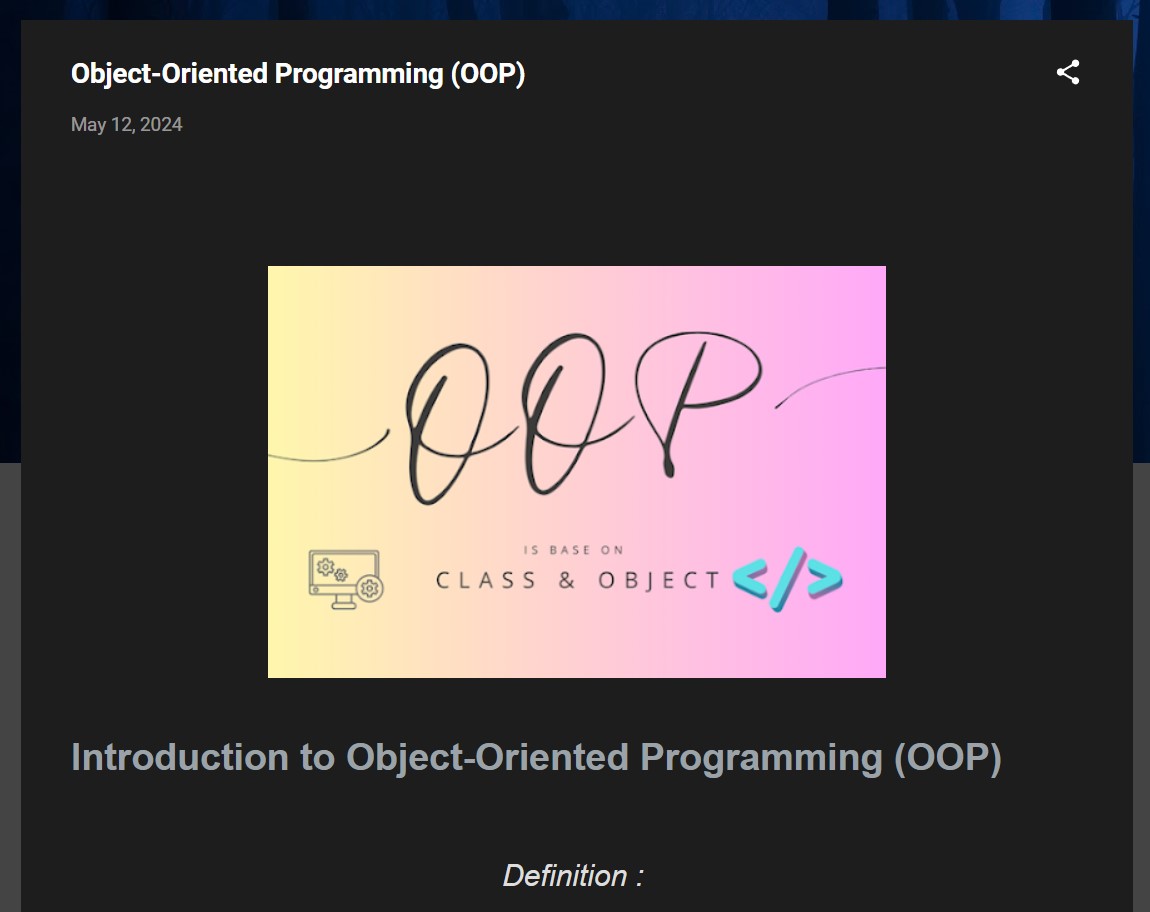 Object-Oriented Programming (OOP)
May 12, 2024
OOP
IS BASE ON
CLASS & OBJECT
</>
Introduction to Object-Oriented Programming (OOP)
Definition :